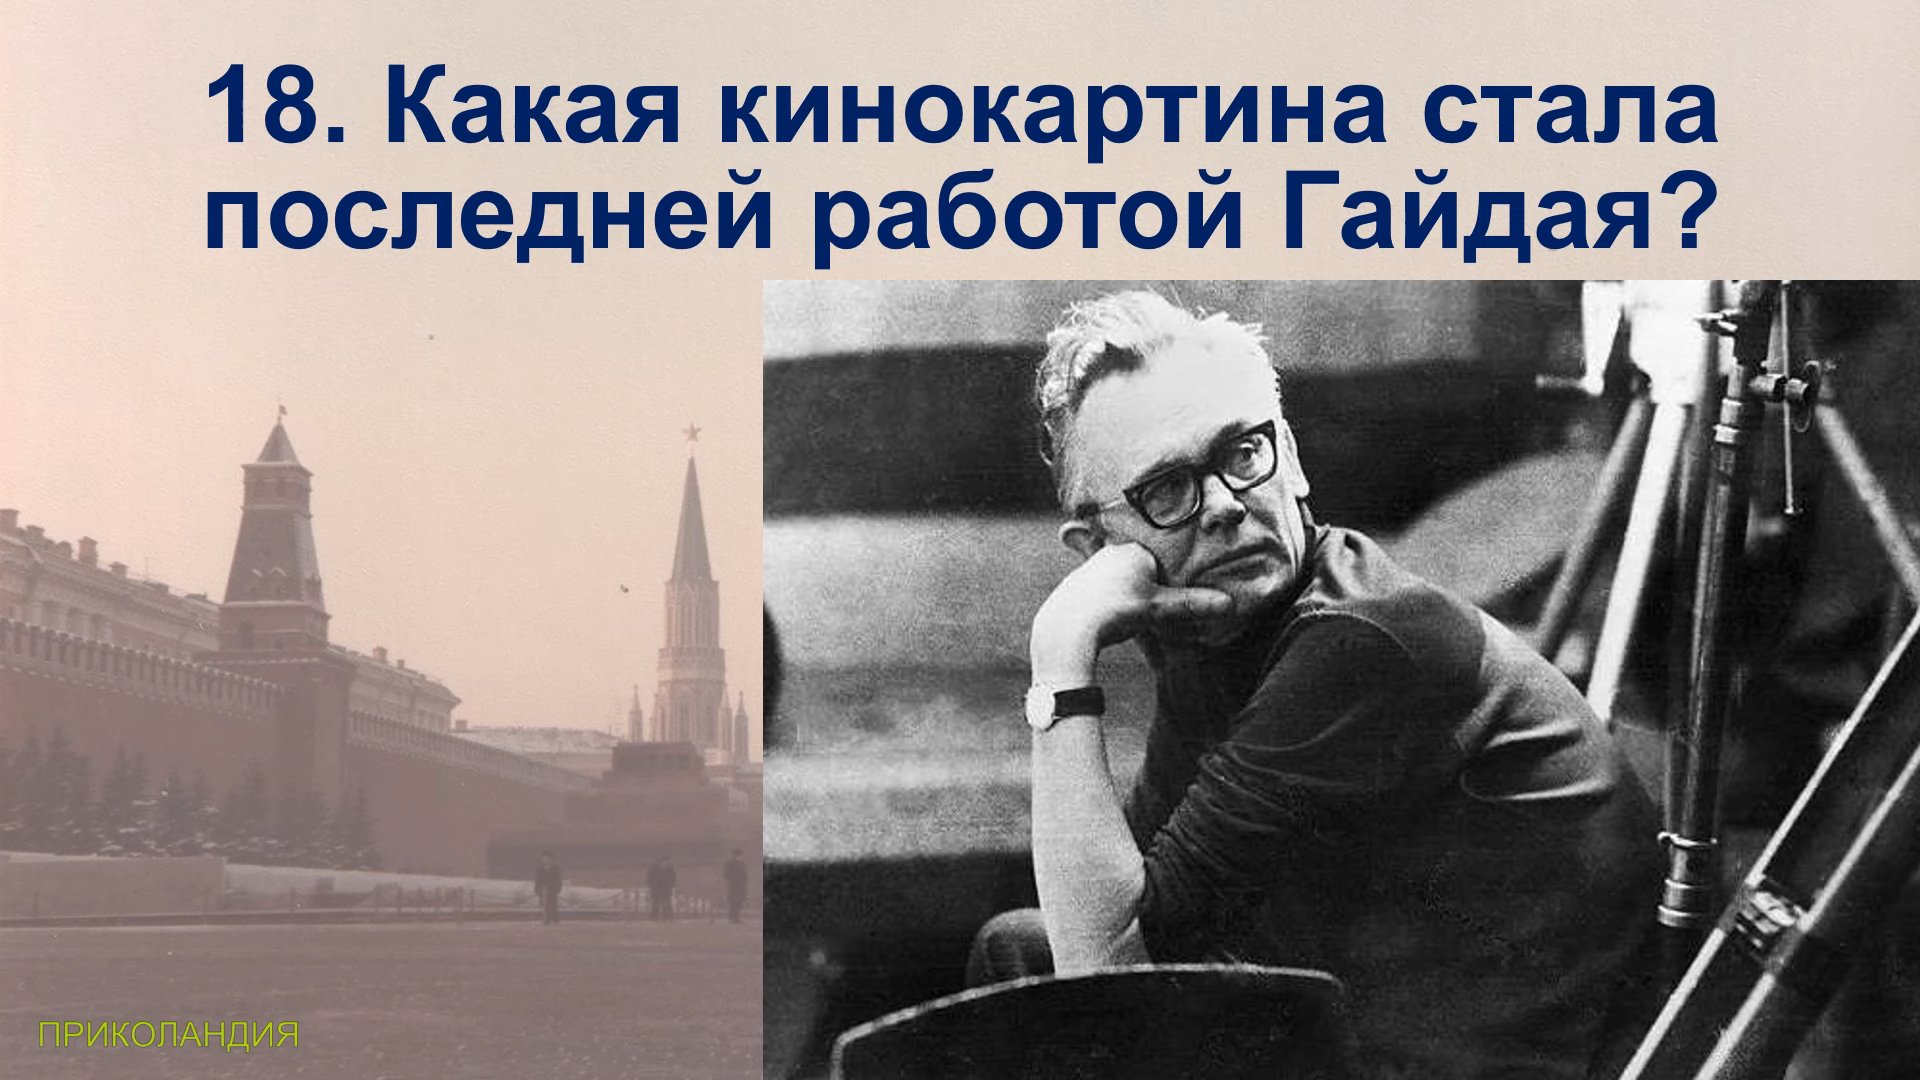 18. Какая кинокартина стала
последней работой Гайдая?
ПРИКОЛАНДИЯ